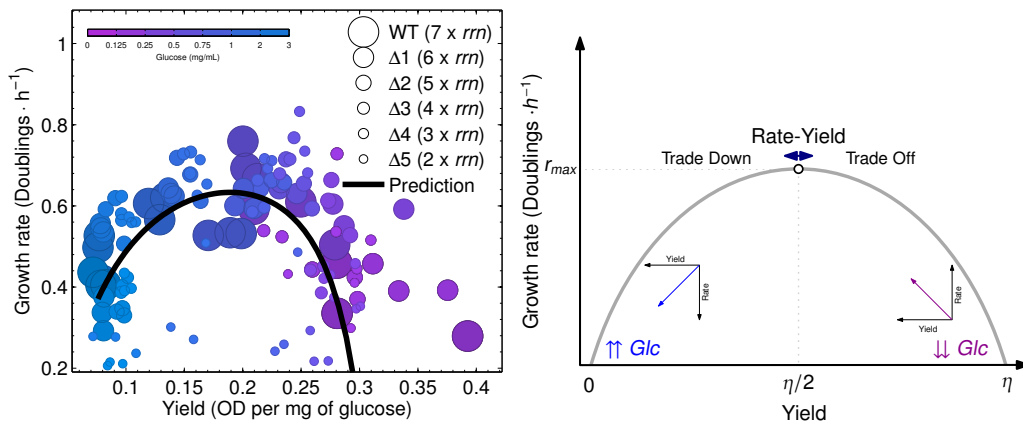 1
0.8
0.6
0.4
0.2
Growth rate (Doublings · h⁻¹)
0 0.125 0.25 0.5 0.75 1 2 3
Glucose (mg/mL)
WT (7 x rrn)
Δ1 (6 x rrn)
Δ2 (5 x rrn)
Δ3 (4 x rrn)
Δ4 (3 x rrn)
Δ5 (2 x rrn)
Prediction
0.1 0.15 0.2 0.25 0.3 0.35 0.4
Yield (OD per mg of glucose)
Growth rate (Doublings · h⁻¹)
r_max
Rate-Yield
Trade Down Trade Off
Yield
Rate
Rate
Yield
⇈ Glc
⇊ Glc
0 η/2 η
Yield